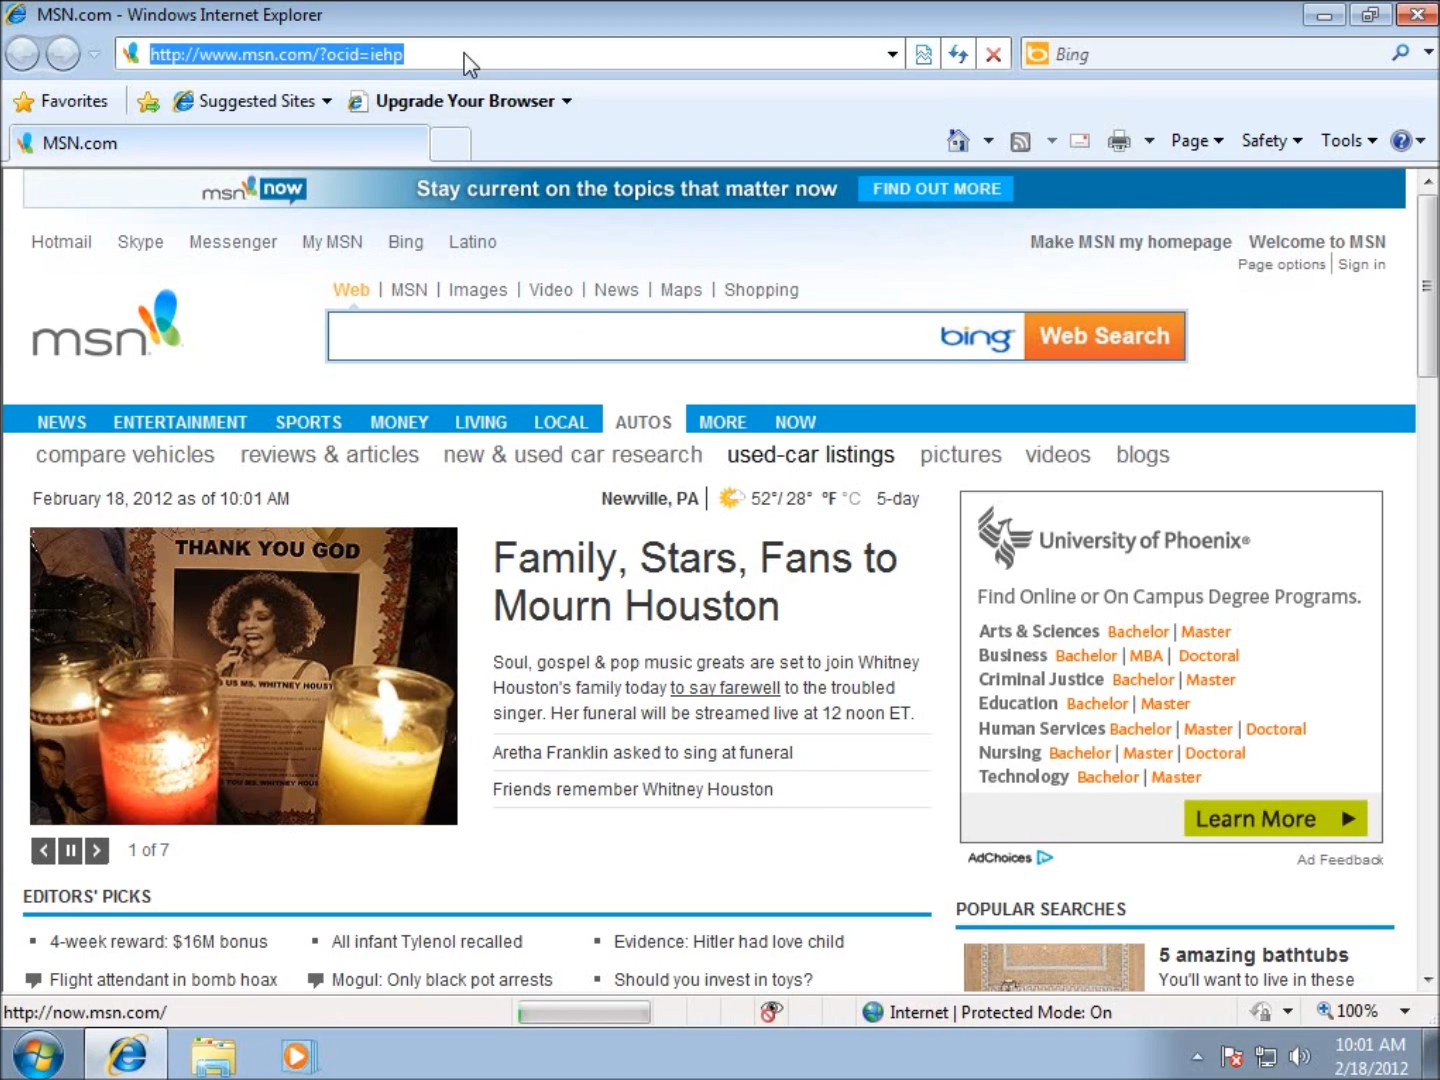 MSN.com - Windows Internet Explorer
http://www.msn.com/?ocid=iehp
Bing
Favorites
Suggested Sites
Upgrade Your Browser
MSN.com
Page
Safety
Tools
msn now
Stay current on the topics that matter now
FIND OUT MORE
Hotmail Skype Messenger My MSN Bing Latino
Make MSN my homepage Welcome to MSN
Page options | Sign in
Web | MSN | Images | Video | News | Maps | Shopping
msn
bing
Web Search
NEWS ENTERTAINMENT SPORTS MONEY LIVING LOCAL AUTOS MORE NOW
compare vehicles reviews & articles new & used car research used-car listings pictures videos blogs
February 18, 2012 as of 10:01 AM
Newville, PA | 52°/ 28° °F °C 5-day
THANK YOU GOD
US MS. WHITNEY HOUST
Family, Stars, Fans to
Mourn Houston
Soul, gospel & pop music greats are set to join Whitney
Houston's family today to say farewell to the troubled
singer. Her funeral will be streamed live at 12 noon ET.
Aretha Franklin asked to sing at funeral
Friends remember Whitney Houston
1 of 7
University of Phoenix®
Find Online or On Campus Degree Programs.
Arts & Sciences Bachelor | Master
Business Bachelor | MBA | Doctoral
Criminal Justice Bachelor | Master
Education Bachelor | Master
Human Services Bachelor | Master | Doctoral
Nursing Bachelor | Master | Doctoral
Technology Bachelor | Master
Learn More
AdChoices
Ad Feedback
EDITORS' PICKS
4-week reward: $16M bonus
All infant Tylenol recalled
Evidence: Hitler had love child
Flight attendant in bomb hoax
Mogul: Only black pot arrests
Should you invest in toys?
POPULAR SEARCHES
5 amazing bathtubs
You'll want to live in these
http://now.msn.com/
Internet | Protected Mode: On
100%
10:01 AM
2/18/2012